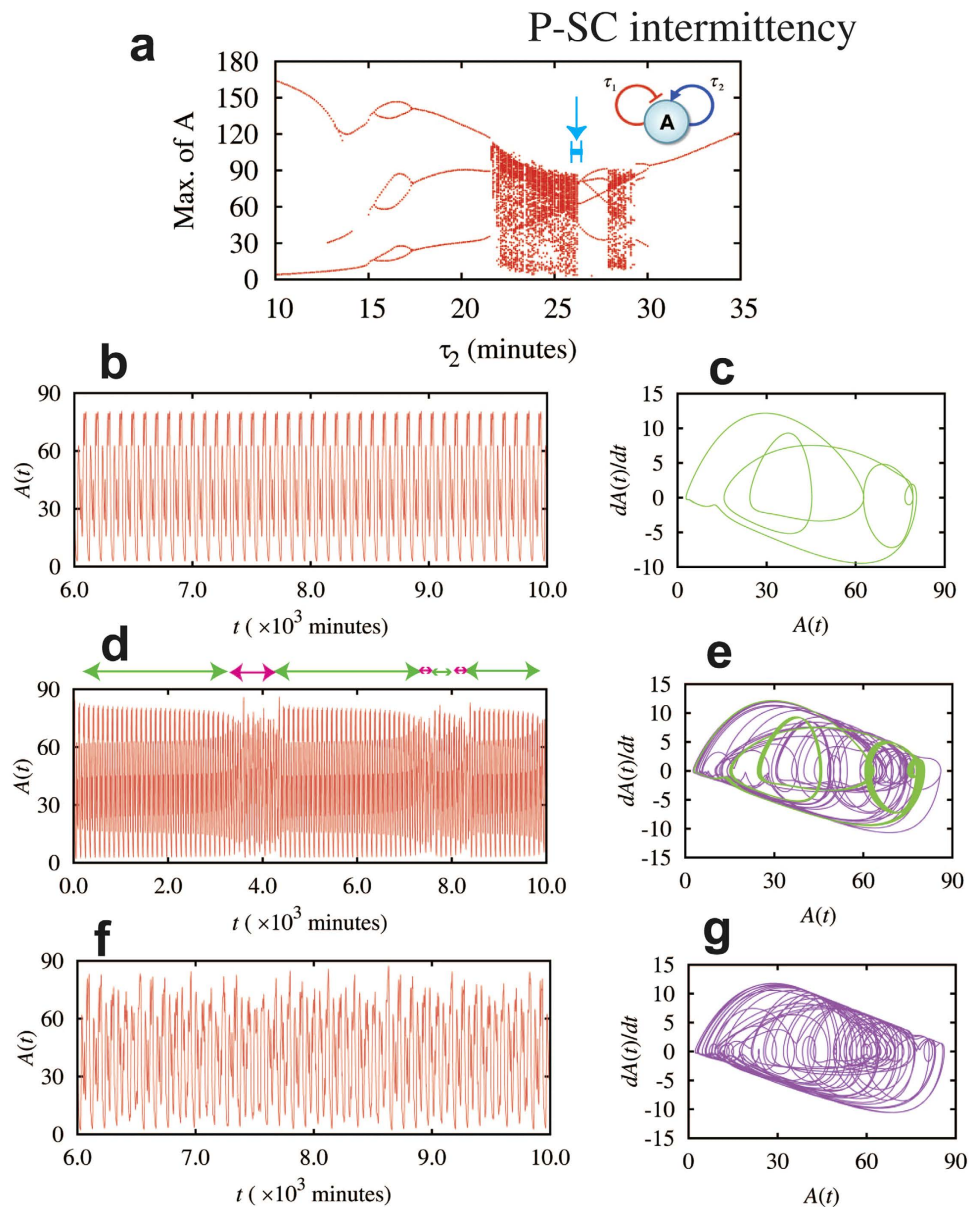 P-SC intermittency
a
180
150
120
90
60
30
0
Max. of A
τ1
τ2
A
10 15 20 25 30 35
τ2 (minutes)
b
90
60
30
0
A(t)
6.0 7.0 8.0 9.0 10.0
t ( ×10³ minutes)
c
15
10
5
0
-5
-10
dA(t)/dt
0 30 60 90
A(t)
d
90
60
30
0
A(t)
0.0 2.0 4.0 6.0 8.0 10.0
t ( ×10³ minutes)
e
15
10
5
0
-5
-10
-15
dA(t)/dt
0 30 60 90
A(t)
f
90
60
30
0
A(t)
6.0 7.0 8.0 9.0 10.0
t ( ×10³ minutes)
g
15
10
5
0
-5
-10
-15
dA(t)/dt
0 30 60 90
A(t)